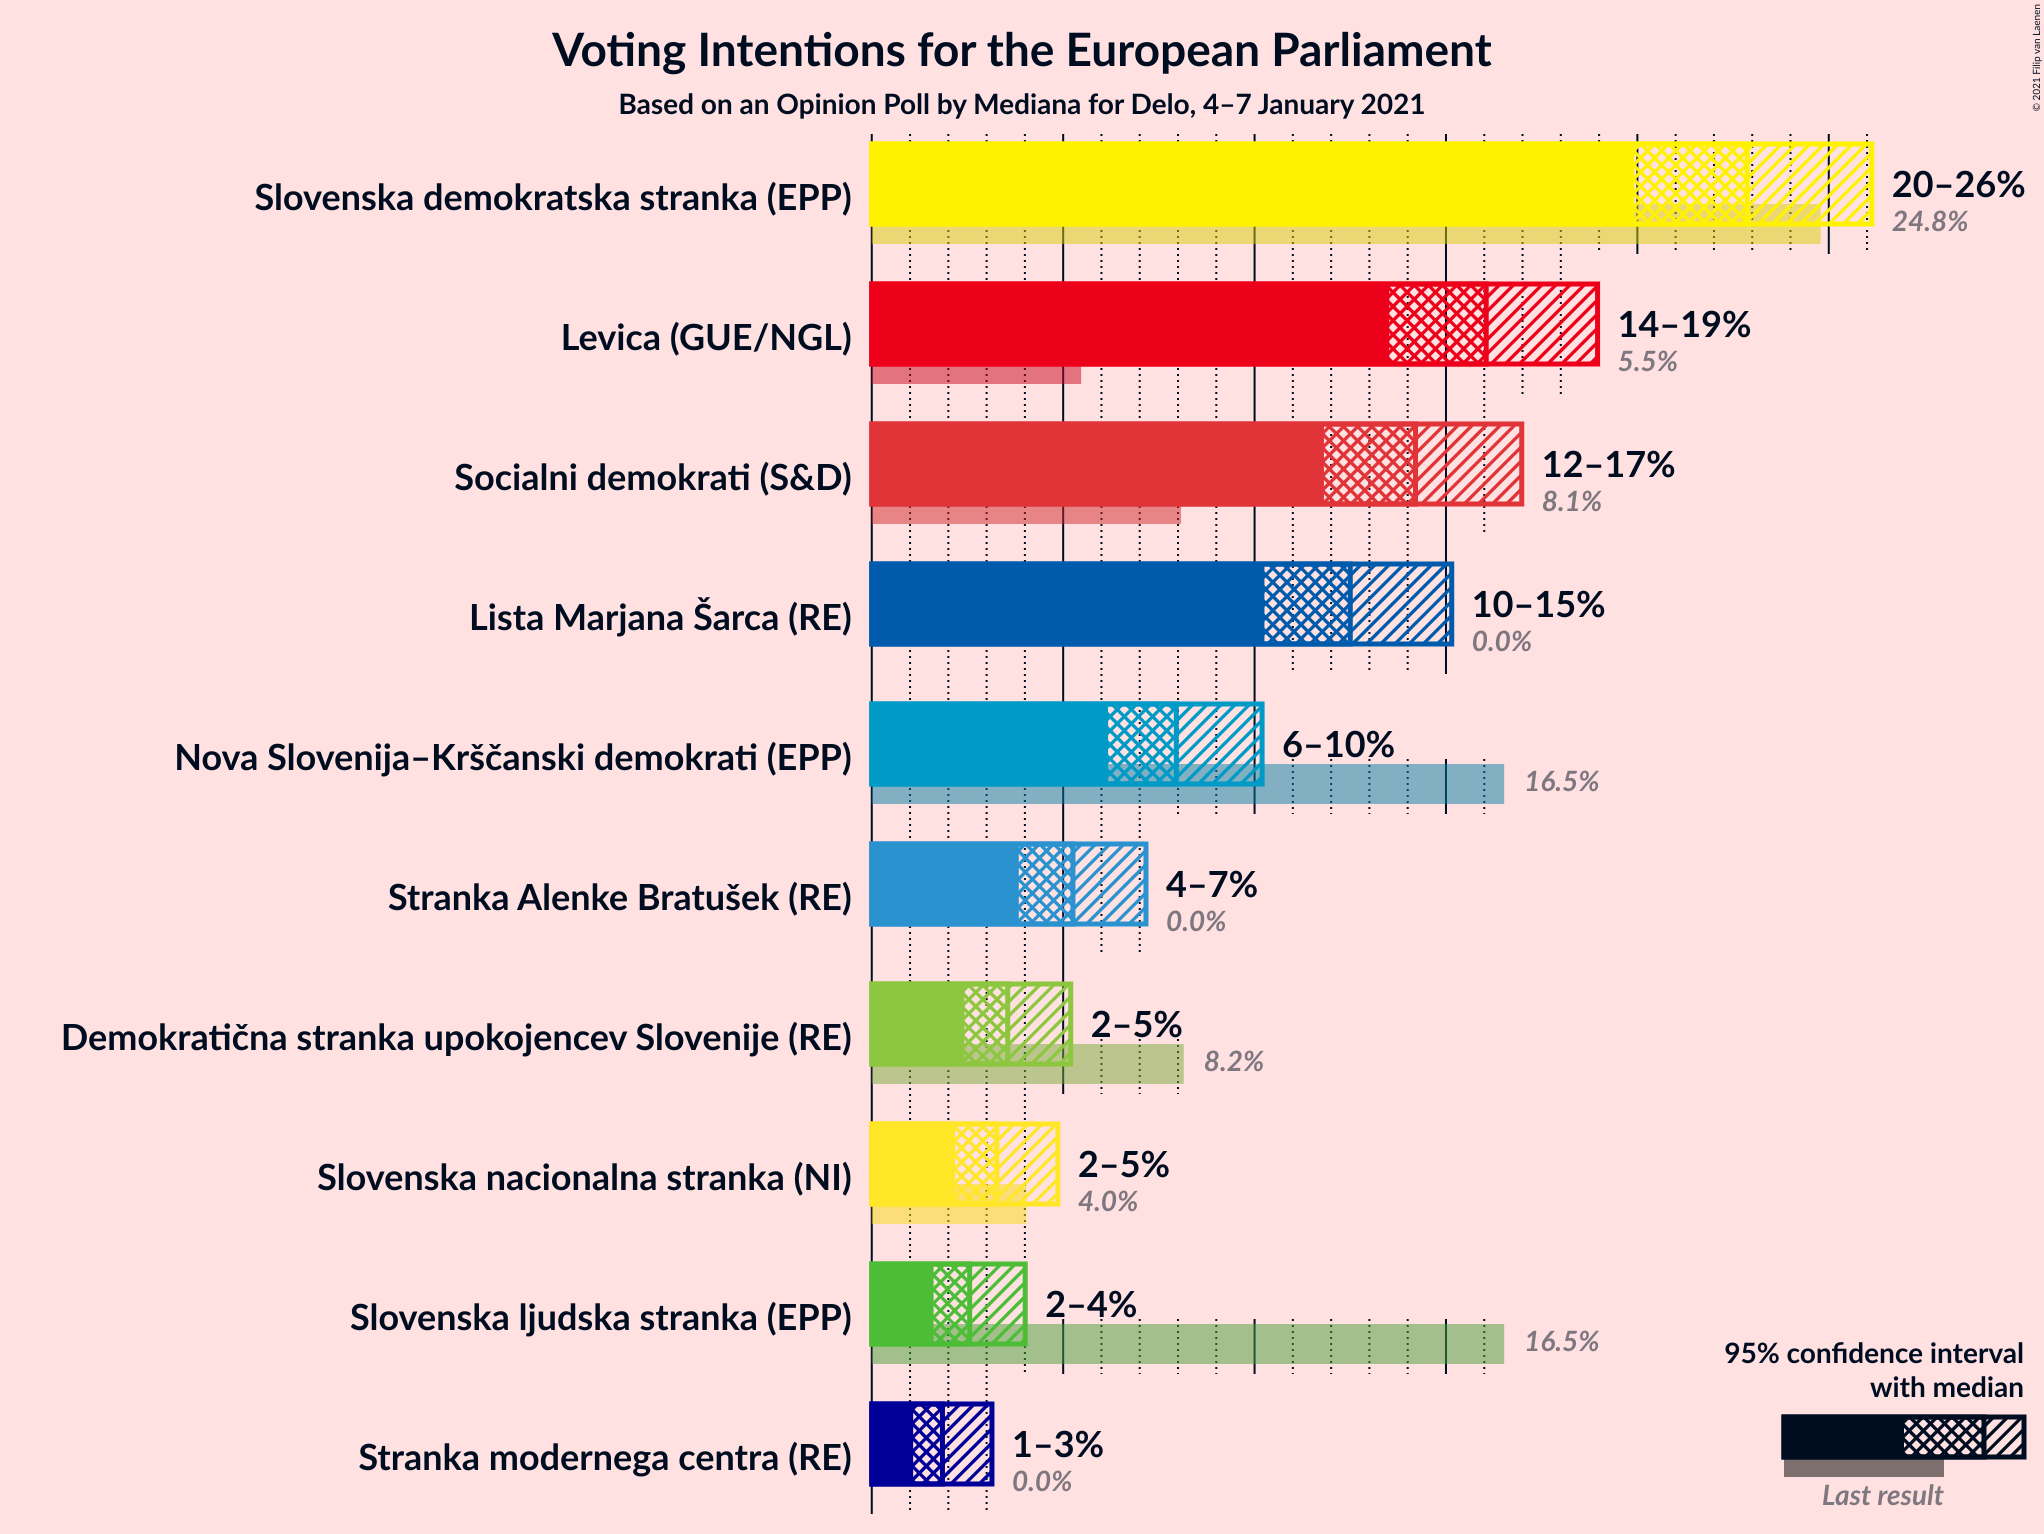 Voting Intentions for the European Parliament
Based on an Opinion Poll by Mediana for Delo, 4–7 January 2021
© 2021 Filip van Laenen
Slovenska demokratska stranka (EPP)
20–26%
24.8%
Levica (GUE/NGL)
14–19%
5.5%
Socialni demokrati (S&D)
12–17%
8.1%
Lista Marjana Šarca (RE)
10–15%
0.0%
Nova Slovenija–Krščanski demokrati (EPP)
6–10%
16.5%
Stranka Alenke Bratušek (RE)
4–7%
0.0%
Demokratična stranka upokojencev Slovenije (RE)
2–5%
8.2%
Slovenska nacionalna stranka (NI)
2–5%
4.0%
Slovenska ljudska stranka (EPP)
2–4%
16.5%
Stranka modernega centra (RE)
1–3%
0.0%
95% confidence interval
with median
Last result